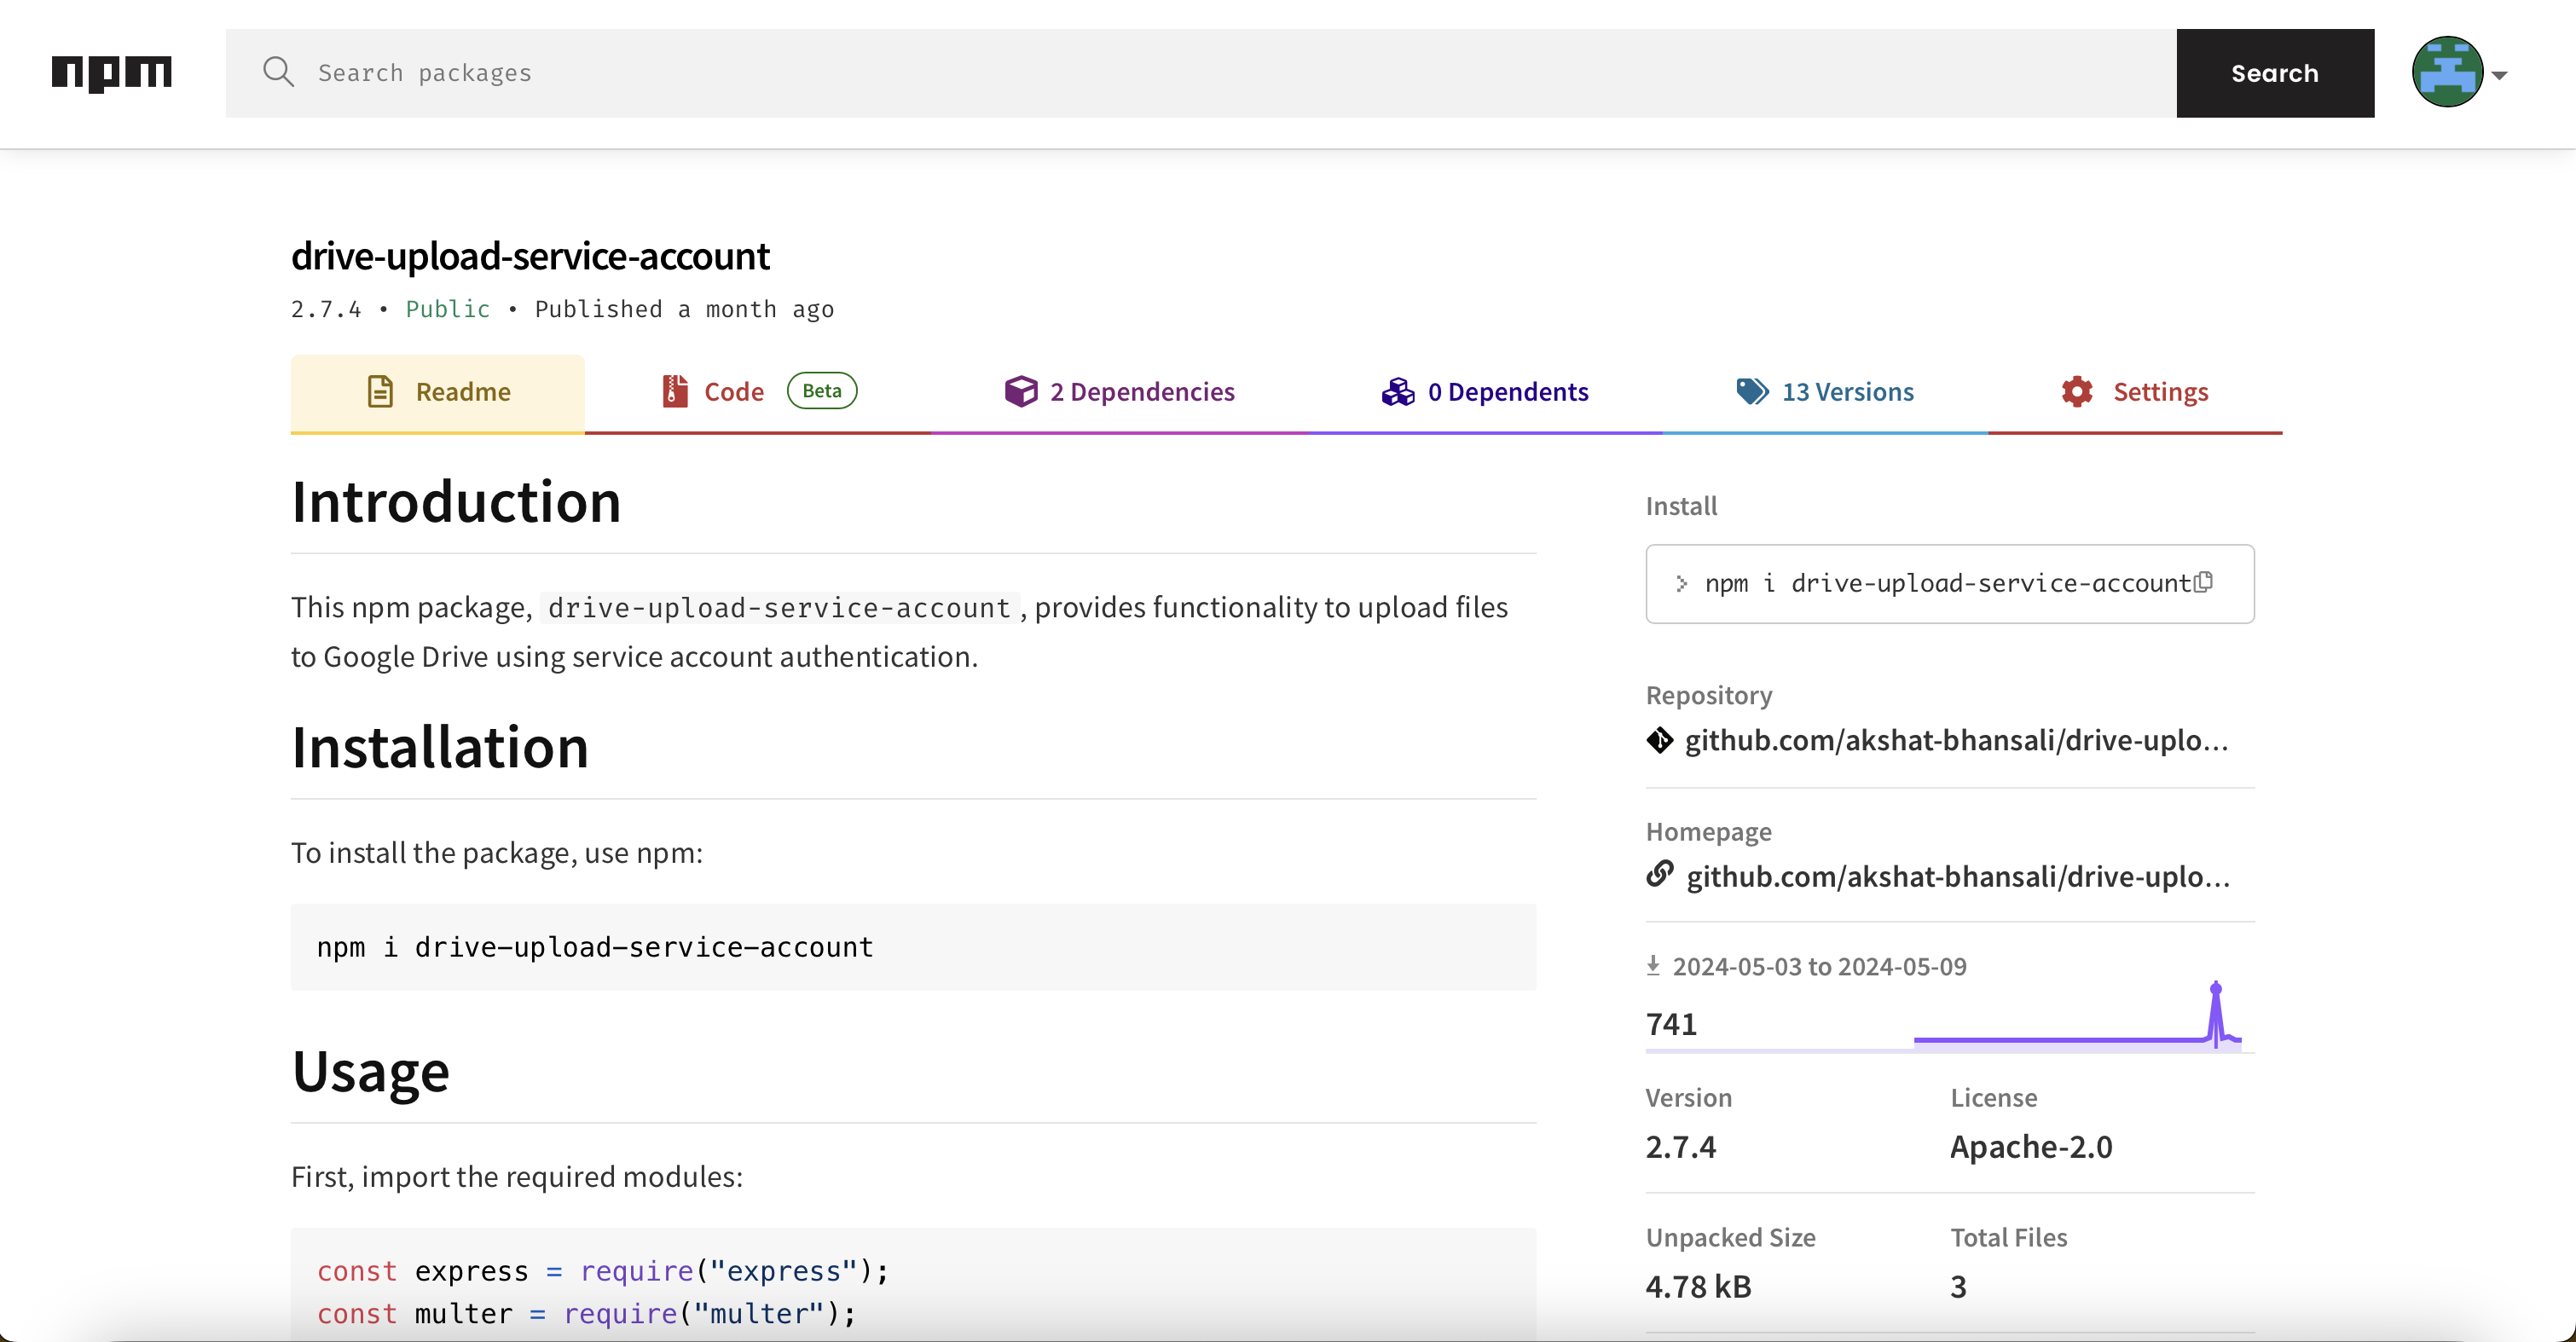 npm
Search packages
Search
drive-upload-service-account
2.7.4 • Public • Published a month ago
Readme
Code Beta
2 Dependencies
0 Dependents
13 Versions
Settings
Introduction
This npm package, drive-upload-service-account, provides functionality to upload files
to Google Drive using service account authentication.
Installation
To install the package, use npm:
npm i drive-upload-service-account
Usage
First, import the required modules:
const express = require("express");
const multer = require("multer");
Install
> npm i drive-upload-service-account
Repository
github.com/akshat-bhansali/drive-uplo...
Homepage
github.com/akshat-bhansali/drive-uplo...
2024-05-03 to 2024-05-09
741
Version
2.7.4
License
Apache-2.0
Unpacked Size
4.78 kB
Total Files
3